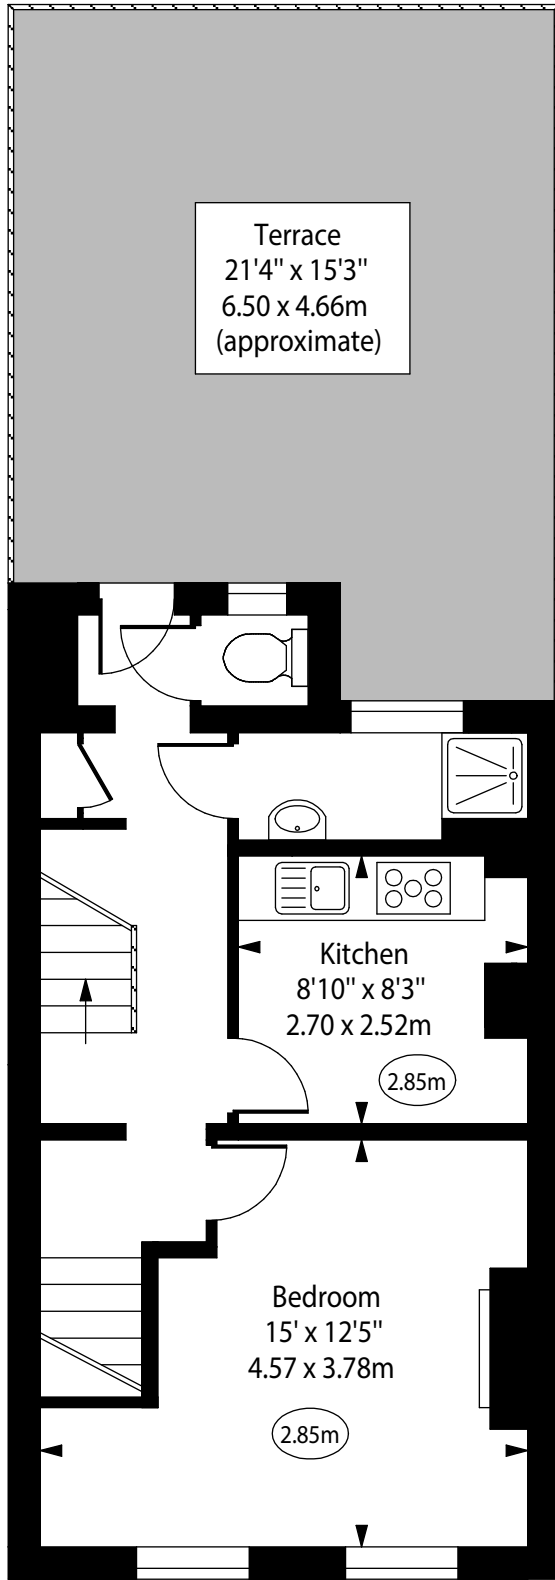 Terrace
21'4" x 15'3"
6.50 x 4.66m
(approximate)
Kitchen
8'10" x 8'3"
2.70 x 2.52m
2.85m
Bedroom
15' x 12'5"
4.57 x 3.78m
2.85m